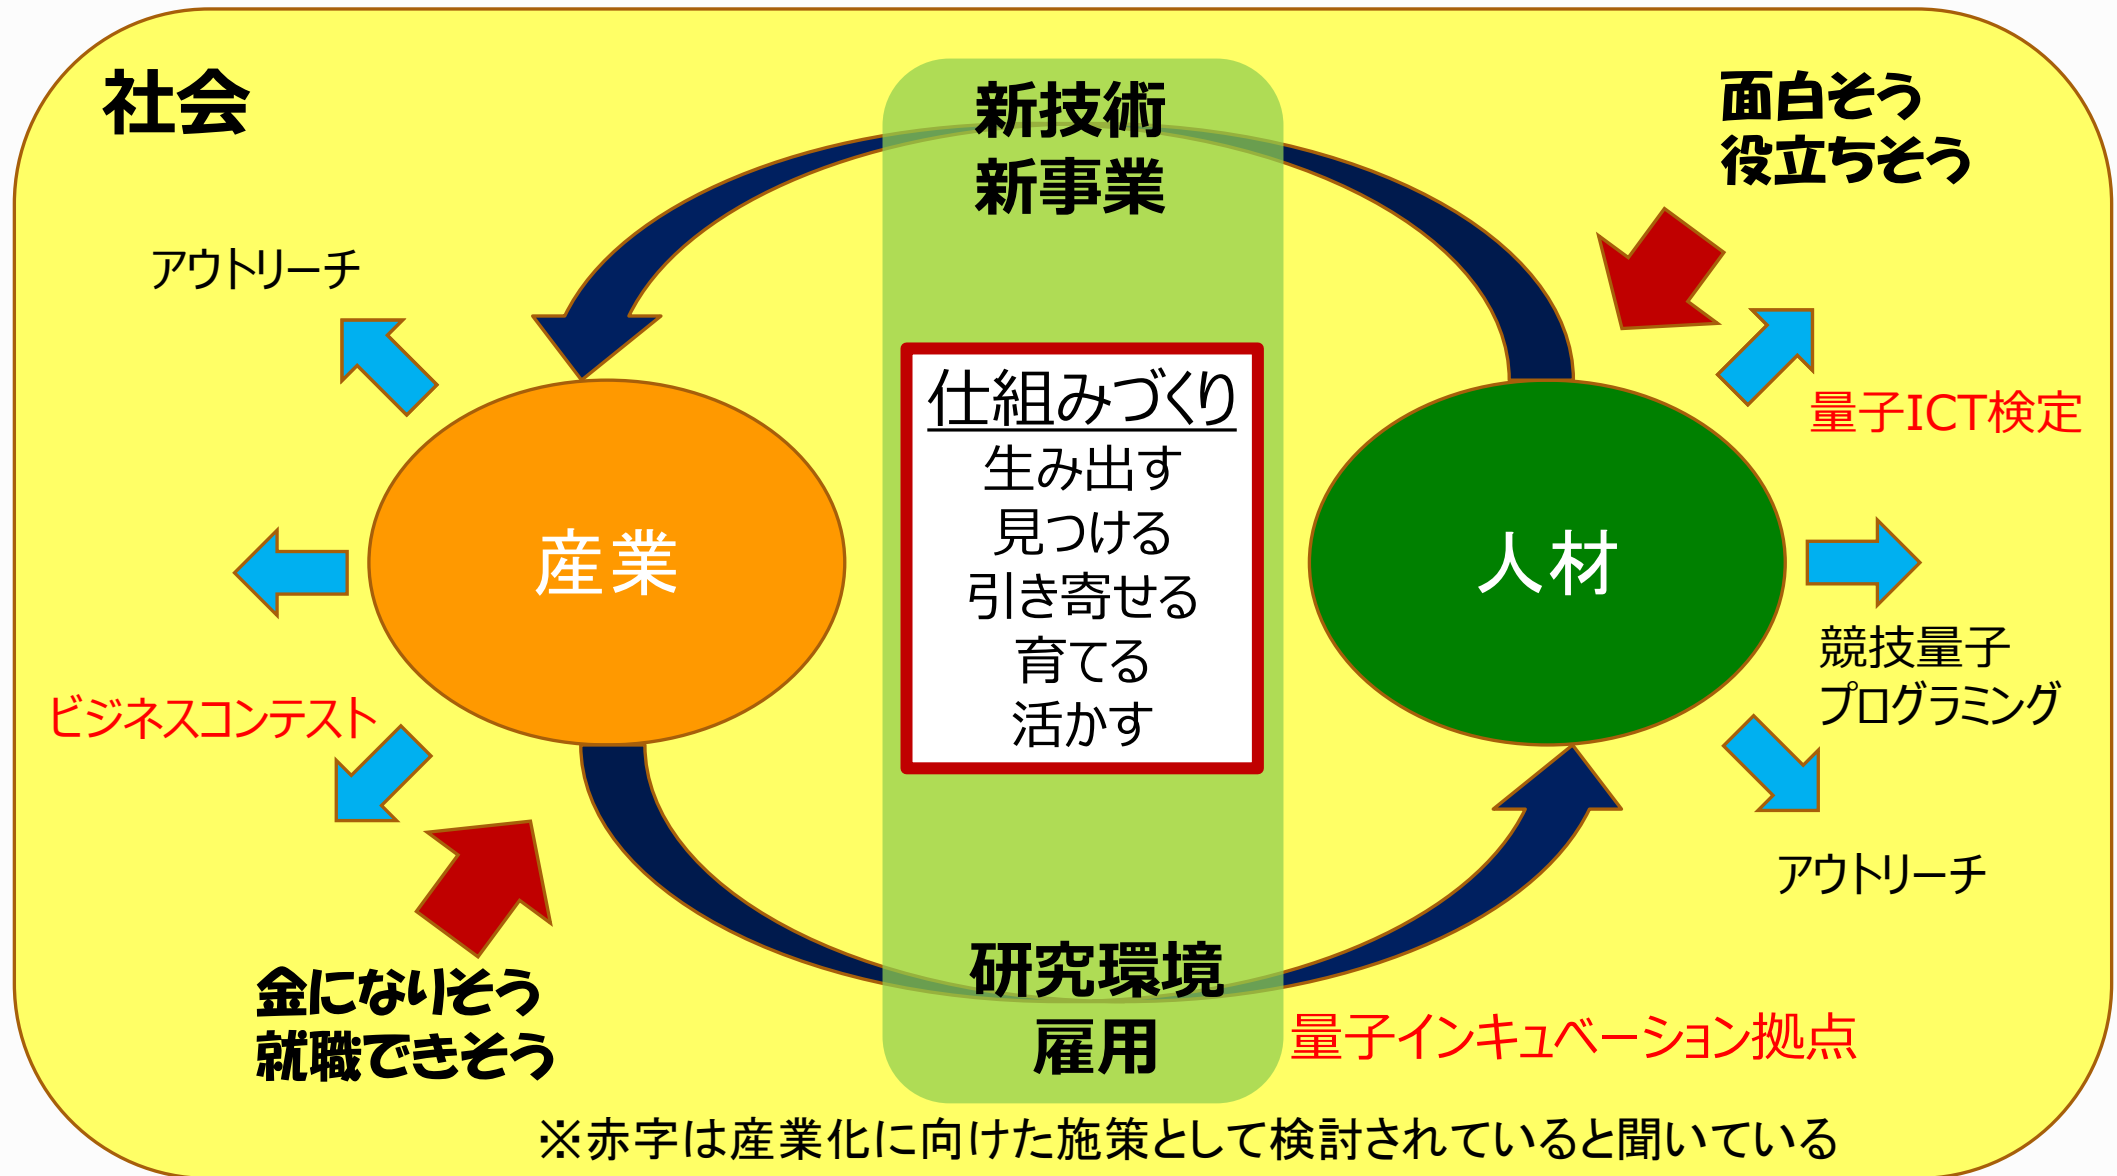 社会
新技術
新事業
面白そう
役立ちそう
アウトリーチ
仕組みづくり
生み出す
見つける
引き寄せる
育てる
活かす
量子ICT検定
産業
人材
競技量子
プログラミング
ビジネスコンテスト
アウトリーチ
金になりそう
就職できそう
研究環境
雇用
量子インキュベーション拠点
※赤字は産業化に向けた施策として検討されていると聞いている